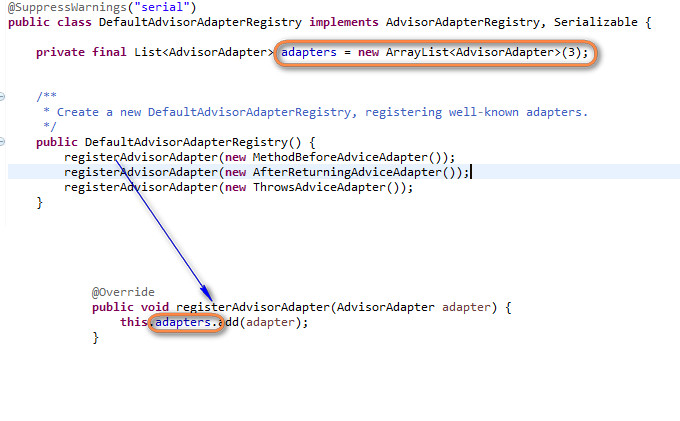 @SuppressWarnings("serial")
public class DefaultAdvisorAdapterRegistry implements AdvisorAdapterRegistry, Serializable {
private final List<AdvisorAdapter> adapters = new ArrayList<AdvisorAdapter>(3);
/**
* Create a new DefaultAdvisorAdapterRegistry, registering well-known adapters.
*/
public DefaultAdvisorAdapterRegistry() {
registerAdvisorAdapter(new MethodBeforeAdviceAdapter());
registerAdvisorAdapter(new AfterReturningAdviceAdapter());
registerAdvisorAdapter(new ThrowsAdviceAdapter());
}
@Override
public void registerAdvisorAdapter(AdvisorAdapter adapter) {
this.adapters.add(adapter);
}